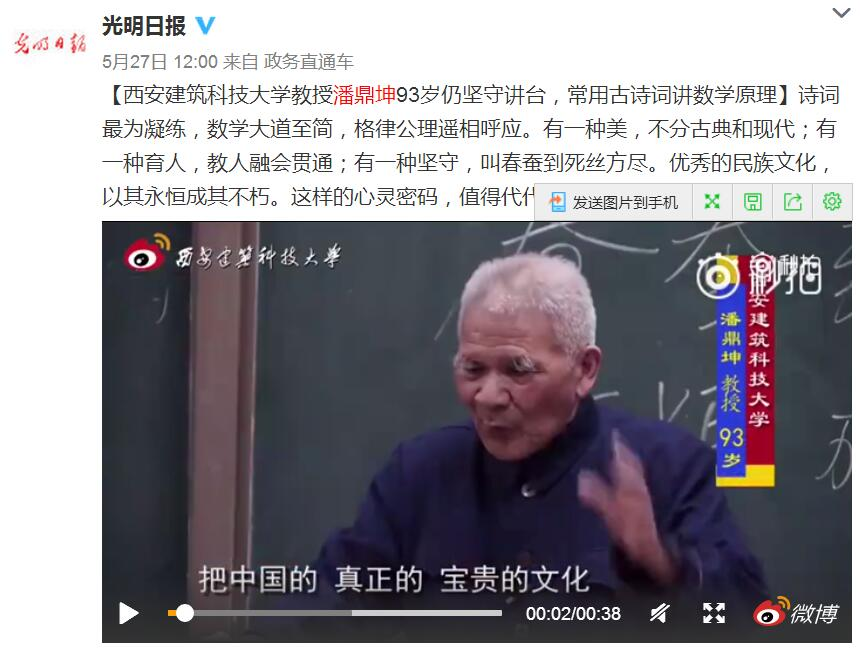 光明日报
光明日报
5月27日 12:00 来自 政务直通车
【西安建筑科技大学教授潘鼎坤93岁仍坚守讲台，常用古诗词讲数学原理】诗词
最为凝练，数学大道至简，格律公理遥相呼应。有一种美，不分古典和现代；有
一种育人，教人融会贯通；有一种坚守，叫春蚕到死丝方尽。优秀的民族文化，
以其永恒成其不朽。这样的心灵密码，值得代代
发送图片到手机
西安建筑科技大学
秒拍
安建筑科技大学
潘鼎坤 教授 93岁
把中国的 真正的 宝贵的文化
00:02/00:38
微博